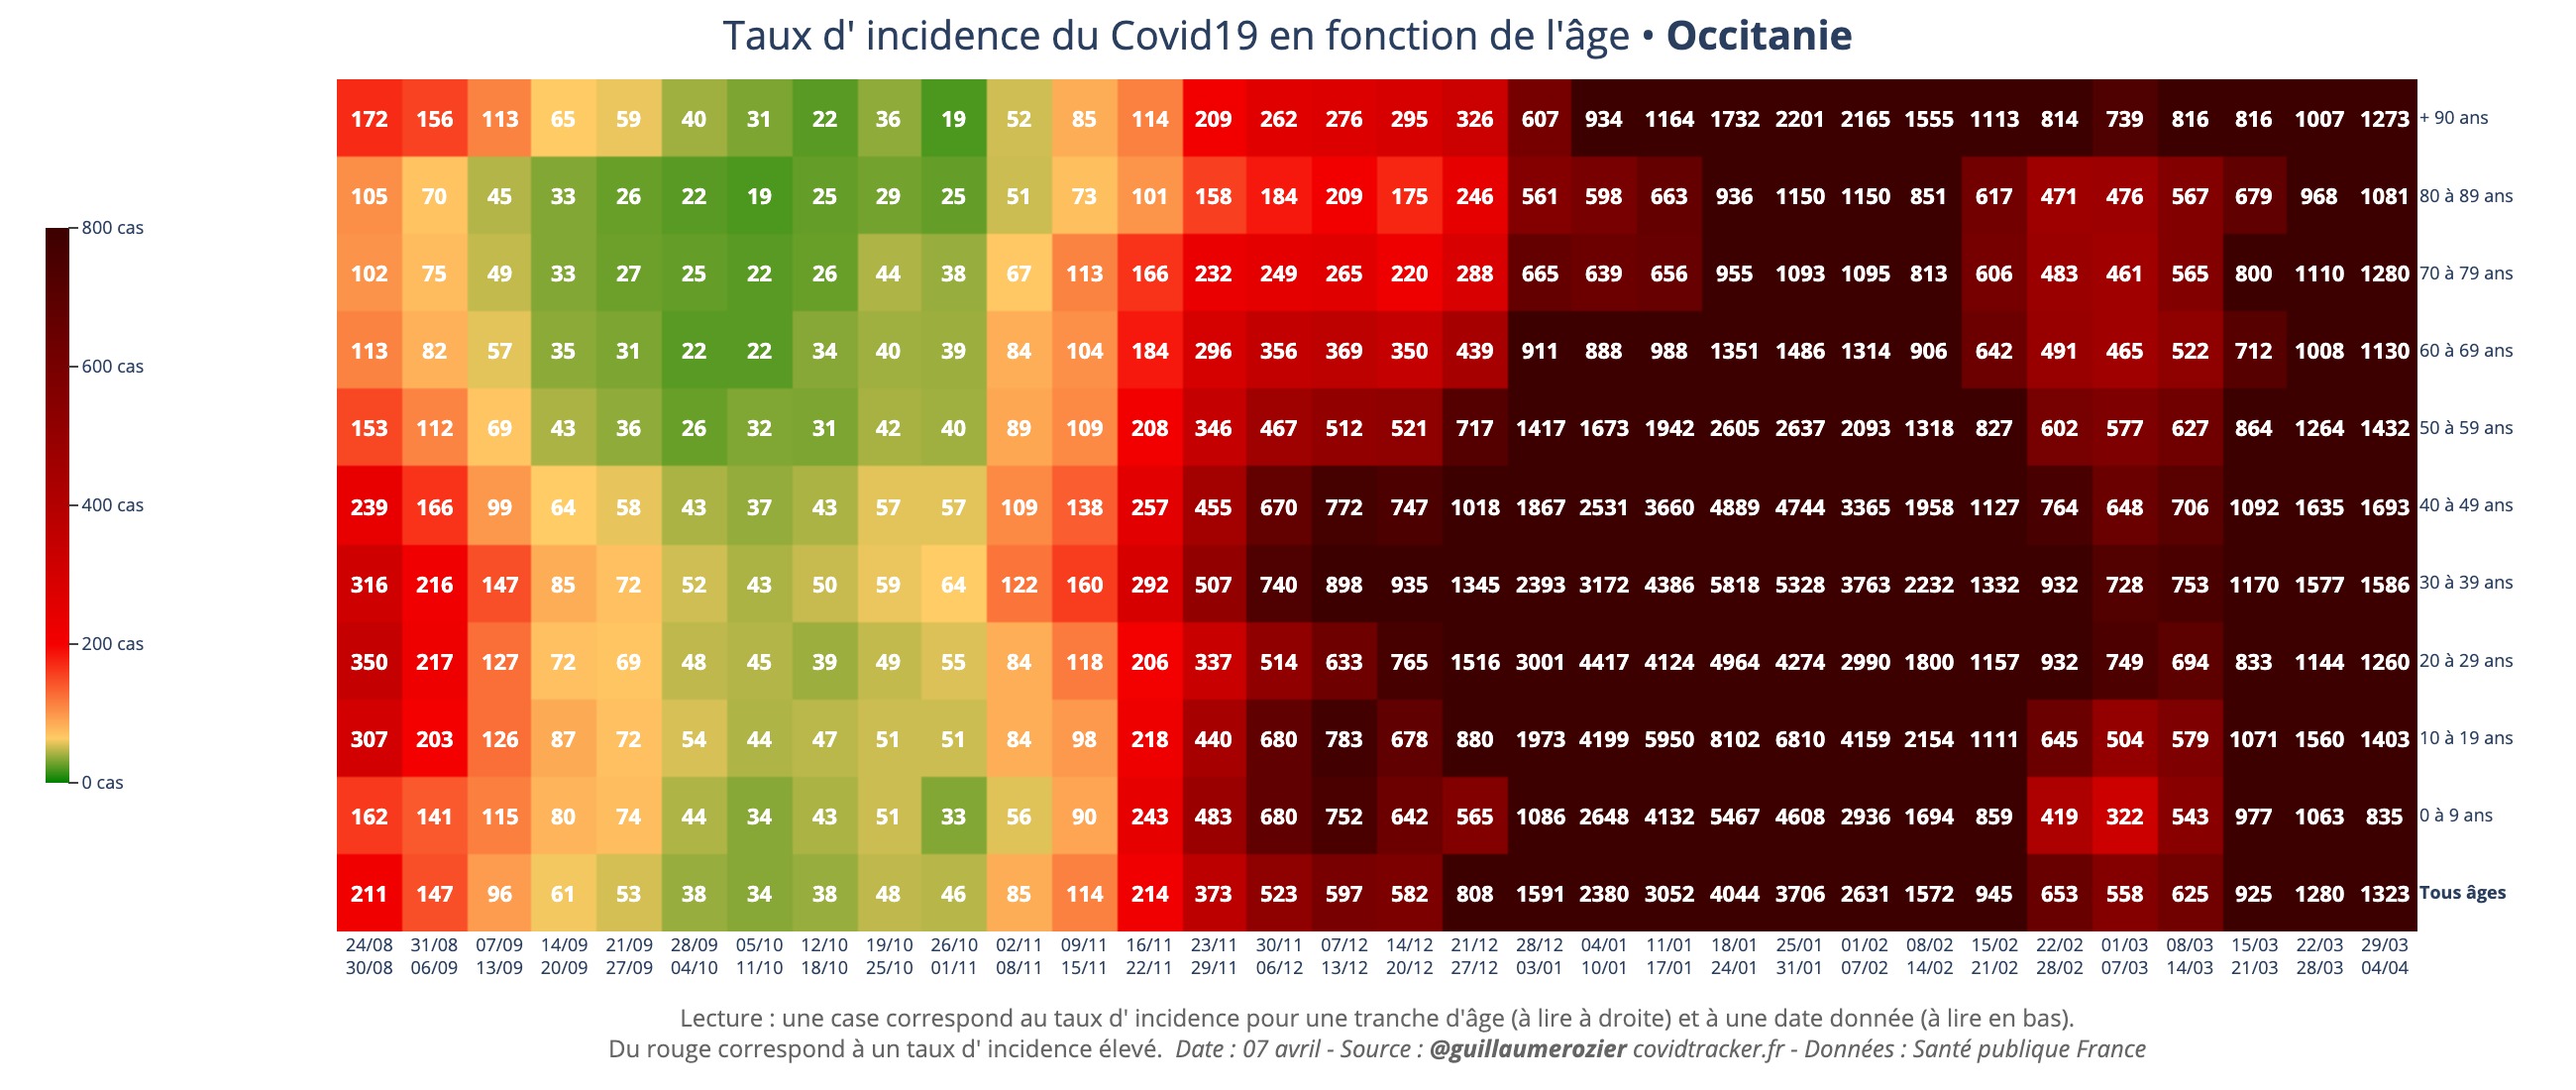 Taux d' incidence du Covid19 en fonction de l'âge • Occitanie
172 156 113 65 59 40 31 22 36 19 52 85 114 209 262 276 295 326 607 934 1164 1732 2201 2165 1555 1113 814 739 816 816 1007 1273 + 90 ans
105 70 45 33 26 22 19 25 29 25 51 73 101 158 184 209 175 246 561 598 663 936 1150 1150 851 617 471 476 567 679 968 1081 80 à 89 ans
800 cas
102 75 49 33 27 25 22 26 44 38 67 113 166 232 249 265 220 288 665 639 656 955 1093 1095 813 606 483 461 565 800 1110 1280 70 à 79 ans
113 82 57 35 31 22 22 34 40 39 84 104 184 296 356 369 350 439 911 888 988 1351 1486 1314 906 642 491 465 522 712 1008 1130 60 à 69 ans
600 cas
153 112 69 43 36 26 32 31 42 40 89 109 208 346 467 512 521 717 1417 1673 1942 2605 2637 2093 1318 827 602 577 627 864 1264 1432 50 à 59 ans
400 cas
239 166 99 64 58 43 37 43 57 57 109 138 257 455 670 772 747 1018 1867 2531 3660 4889 4744 3365 1958 1127 764 648 706 1092 1635 1693 40 à 49 ans
316 216 147 85 72 52 43 50 59 64 122 160 292 507 740 898 935 1345 2393 3172 4386 5818 5328 3763 2232 1332 932 728 753 1170 1577 1586 30 à 39 ans
200 cas
350 217 127 72 69 48 45 39 49 55 84 118 206 337 514 633 765 1516 3001 4417 4124 4964 4274 2990 1800 1157 932 749 694 833 1144 1260 20 à 29 ans
307 203 126 87 72 54 44 47 51 51 84 98 218 440 680 783 678 880 1973 4199 5950 8102 6810 4159 2154 1111 645 504 579 1071 1560 1403 10 à 19 ans
0 cas
162 141 115 80 74 44 34 43 51 33 56 90 243 483 680 752 642 565 1086 2648 4132 5467 4608 2936 1694 859 419 322 543 977 1063 835 0 à 9 ans
211 147 96 61 53 38 34 38 48 46 85 114 214 373 523 597 582 808 1591 2380 3052 4044 3706 2631 1572 945 653 558 625 925 1280 1323 Tous âges
24/08 31/08 07/09 14/09 21/09 28/09 05/10 12/10 19/10 26/10 02/11 09/11 16/11 23/11 30/11 07/12 14/12 21/12 28/12 04/01 11/01 18/01 25/01 01/02 08/02 15/02 22/02 01/03 08/03 15/03 22/03 29/03
30/08 06/09 13/09 20/09 27/09 04/10 11/10 18/10 25/10 01/11 08/11 15/11 22/11 29/11 06/12 13/12 20/12 27/12 03/01 10/01 17/01 24/01 31/01 07/02 14/02 21/02 28/02 07/03 14/03 21/03 28/03 04/04
Lecture : une case correspond au taux d' incidence pour une tranche d'âge (à lire à droite) et à une date donnée (à lire en bas).
Du rouge correspond à un taux d' incidence élevé. Date : 07 avril - Source : @guillaumerozier covidtracker.fr - Données : Santé publique France